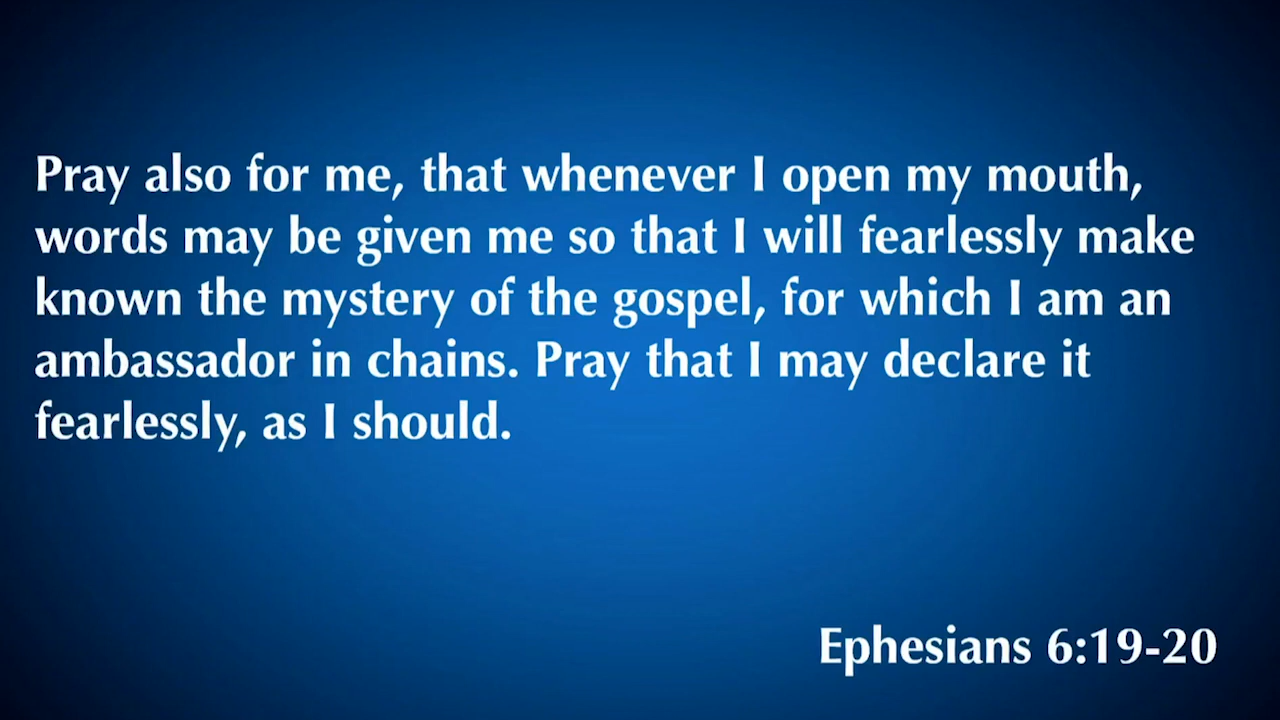 Pray also for me, that whenever I open my mouth,
words may be given me so that I will fearlessly make
known the mystery of the gospel, for which I am an
ambassador in chains. Pray that I may declare it
fearlessly, as I should.
Ephesians 6:19-20